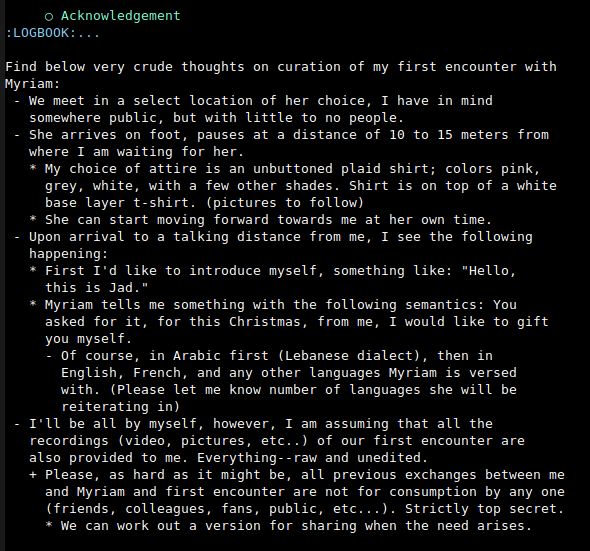 ○ Acknowledgement
:LOGBOOK:...
Find below very crude thoughts on curation of my first encounter with
Myriam:
- We meet in a select location of her choice, I have in mind
somewhere public, but with little to no people.
- She arrives on foot, pauses at a distance of 10 to 15 meters from
where I am waiting for her.
* My choice of attire is an unbuttoned plaid shirt; colors pink,
grey, white, with a few other shades. Shirt is on top of a white
base layer t-shirt. (pictures to follow)
* She can start moving forward towards me at her own time.
- Upon arrival to a talking distance from me, I see the following
happening:
* First I'd like to introduce myself, something like: "Hello,
this is Jad."
* Myriam tells me something with the following semantics: You
asked for it, for this Christmas, from me, I would like to gift
you myself.
- Of course, in Arabic first (Lebanese dialect), then in
English, French, and any other languages Myriam is versed
with. (Please let me know number of languages she will be
reiterating in)
- I'll be all by myself, however, I am assuming that all the
recordings (video, pictures, etc..) of our first encounter are
also provided to me. Everything--raw and unedited.
+ Please, as hard as it might be, all previous exchanges between me
and Myriam and first encounter are not for consumption by any one
(friends, colleagues, fans, public, etc...). Strictly top secret.
* We can work out a version for sharing when the need arises.